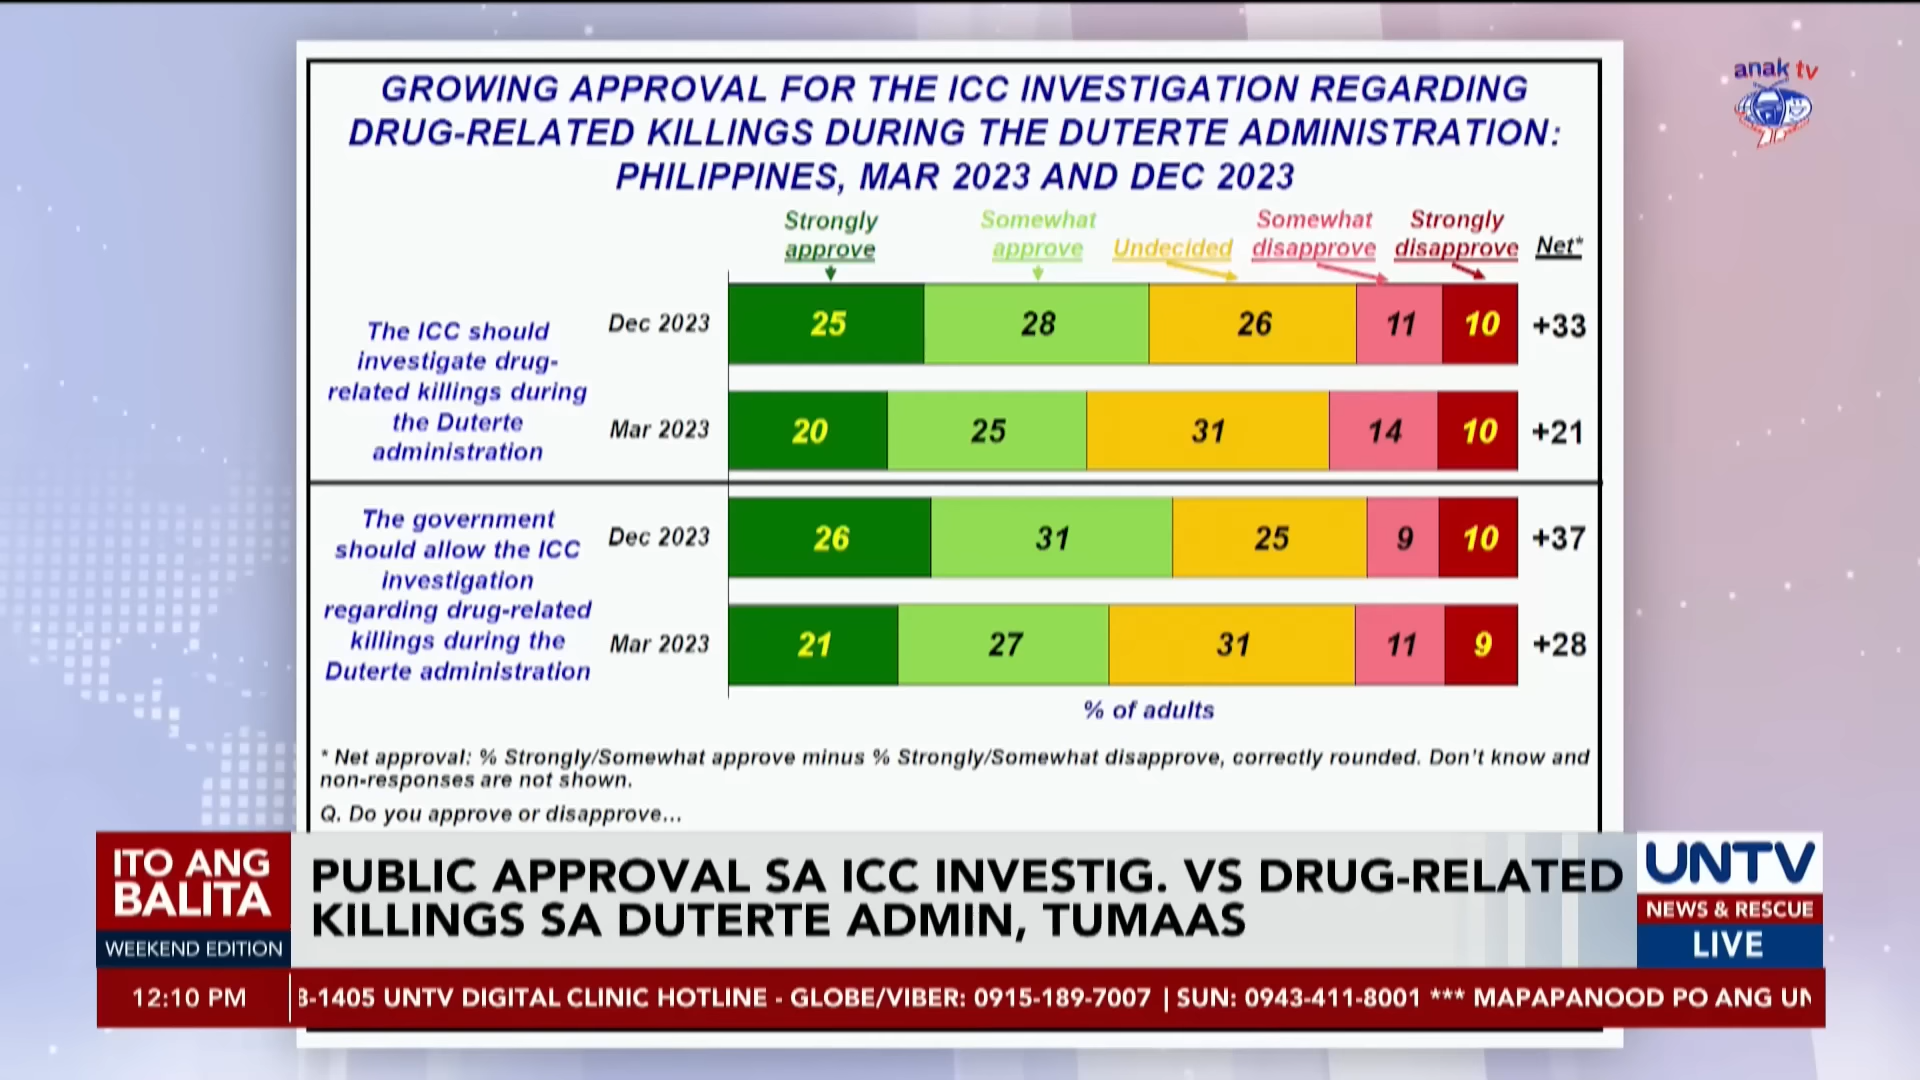 anak tv
GROWING APPROVAL FOR THE ICC INVESTIGATION REGARDING
DRUG-RELATED KILLINGS DURING THE DUTERTE ADMINISTRATION:
PHILIPPINES, MAR 2023 AND DEC 2023
Strongly approve
Somewhat approve
Undecided
Somewhat disapprove
Strongly disapprove
Net*
The ICC should
investigate drug-
related killings during
the Duterte
administration
Dec 2023 25 28 26 11 10 +33
Mar 2023 20 25 31 14 10 +21
The government
should allow the ICC
investigation
regarding drug-related
killings during the
Duterte administration
Dec 2023 26 31 25 9 10 +37
Mar 2023 21 27 31 11 9 +28
% of adults
* Net approval: % Strongly/Somewhat approve minus % Strongly/Somewhat disapprove, correctly rounded. Don't know and
non-responses are not shown.
Q. Do you approve or disapprove...
ITO ANG
BALITA
WEEKEND EDITION
PUBLIC APPROVAL SA ICC INVESTIG. VS DRUG-RELATED
KILLINGS SA DUTERTE ADMIN, TUMAAS
UNTV
NEWS & RESCUE
LIVE
12:10 PM
3-1405 UNTV DIGITAL CLINIC HOTLINE - GLOBE/VIBER: 0915-189-7007 | SUN: 0943-411-8001 *** MAPAPANOOD PO ANG UN